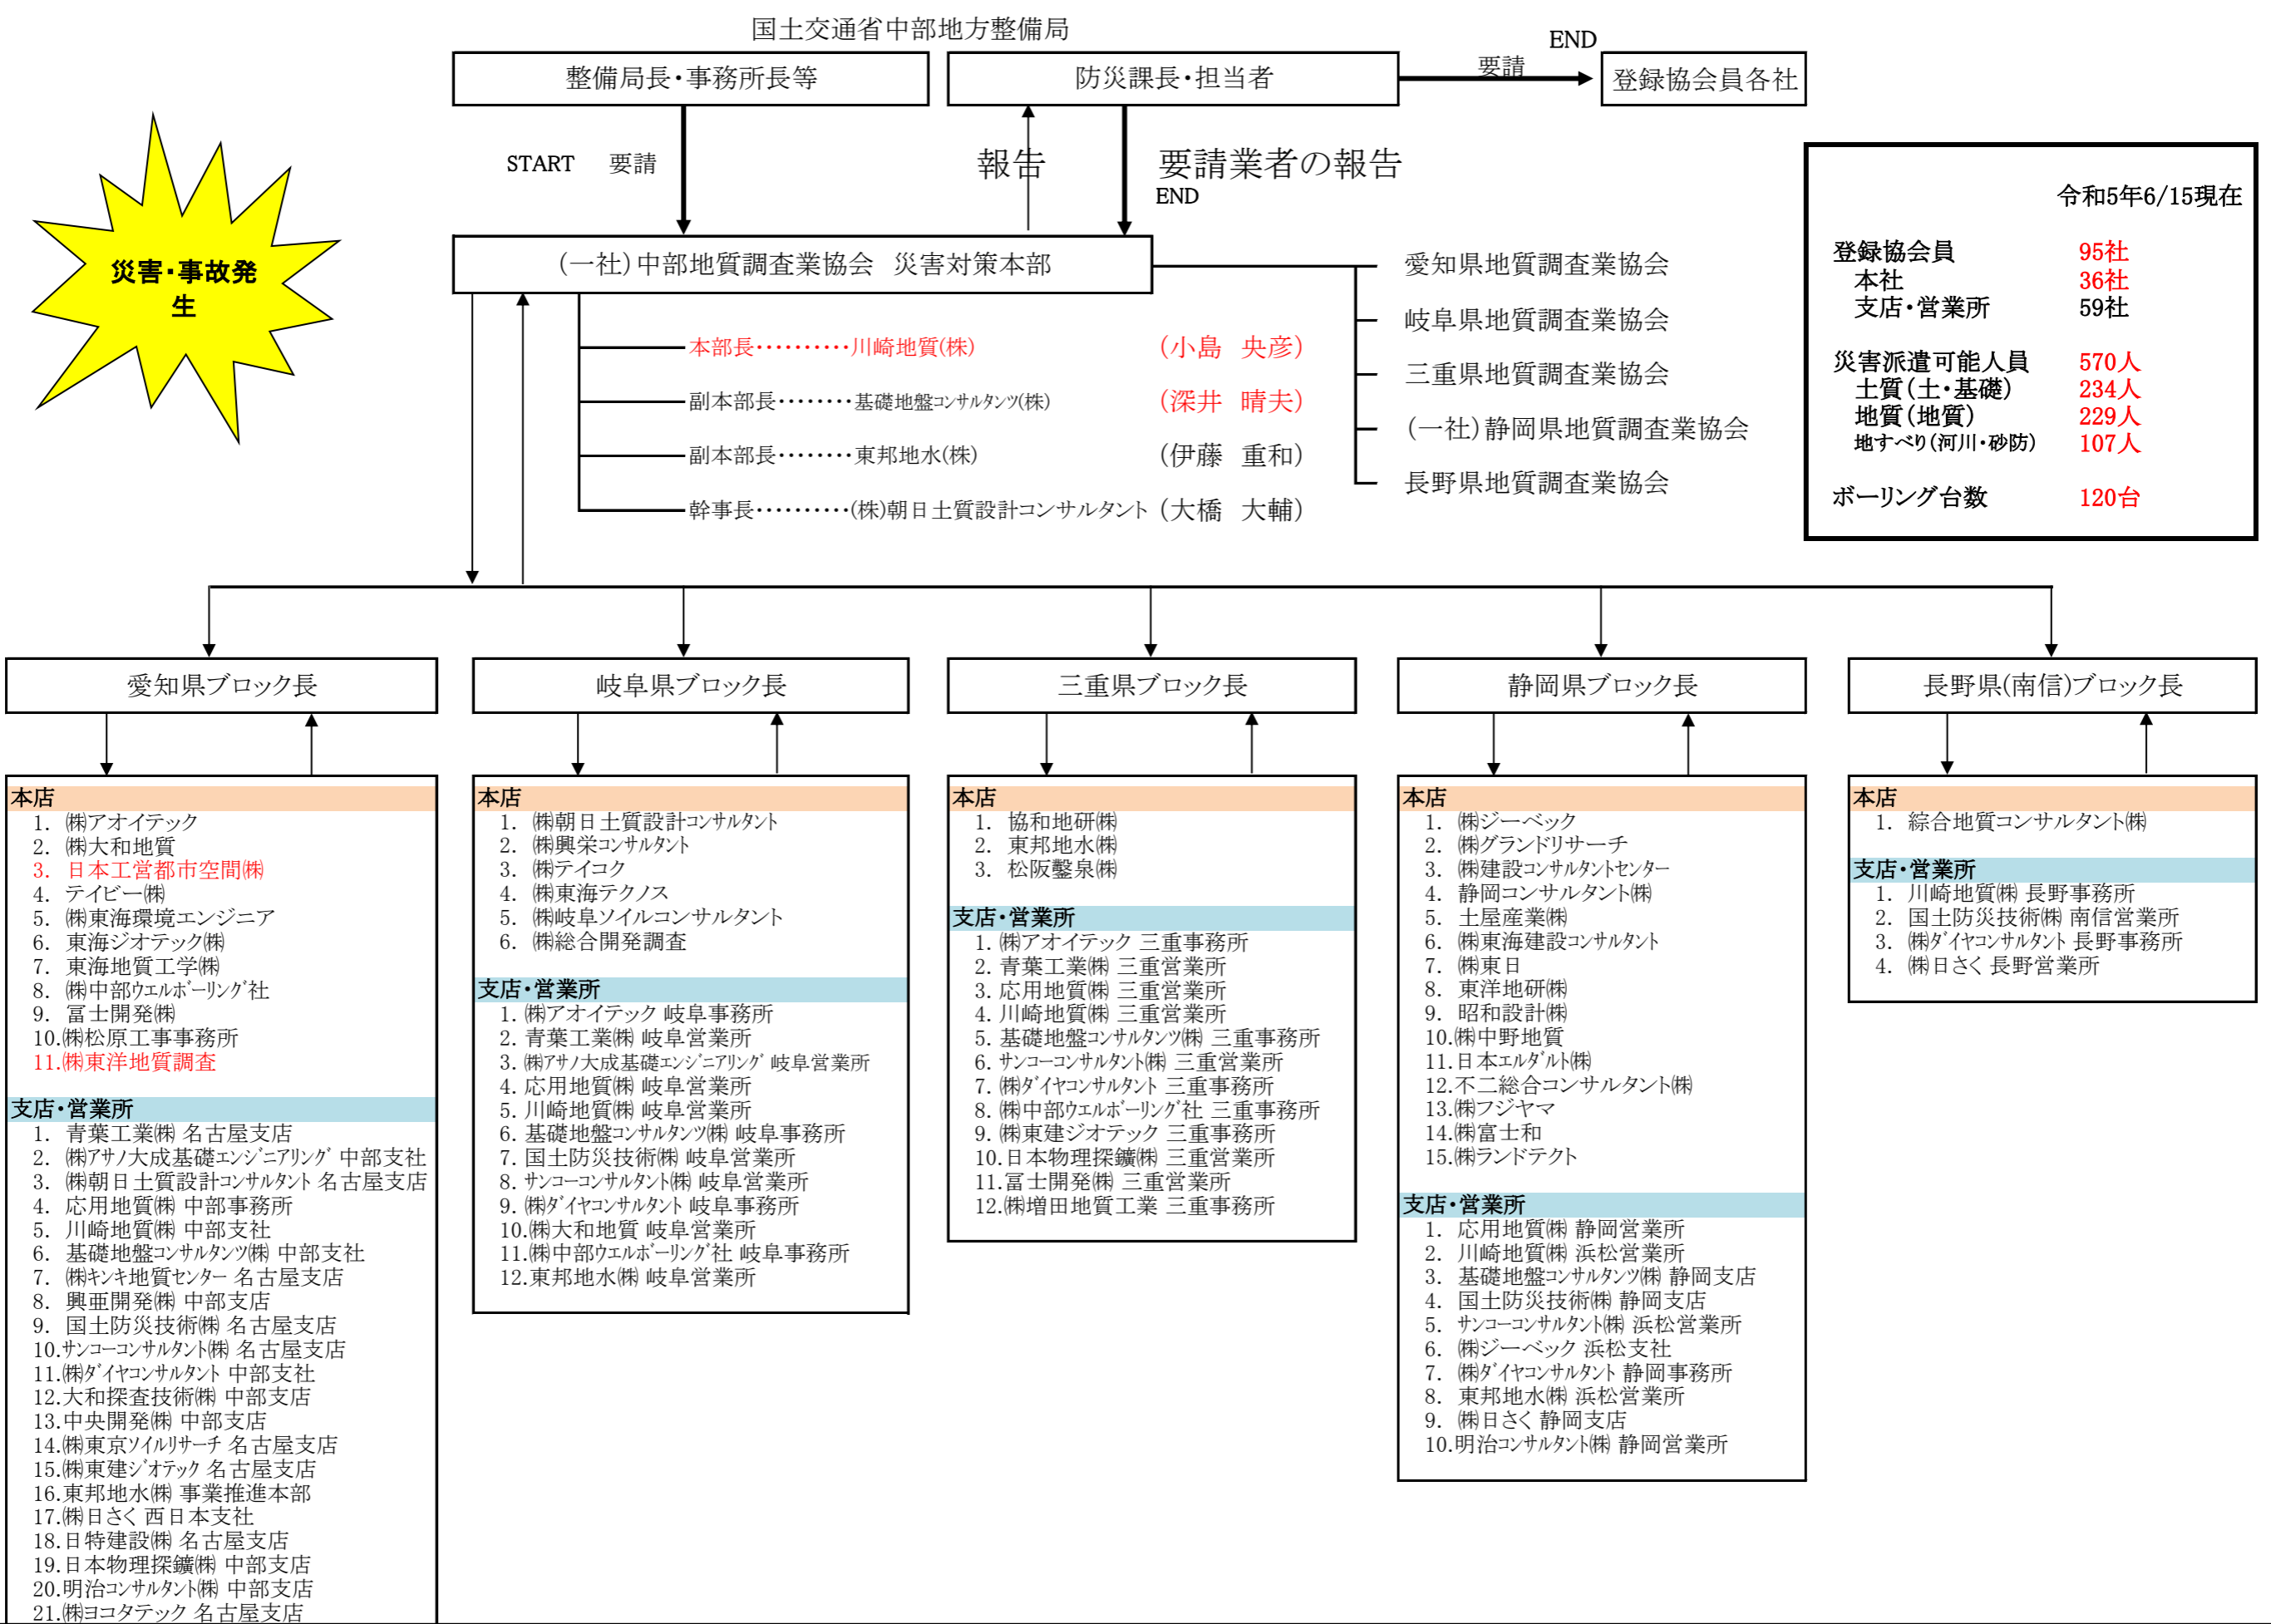 国土交通省中部地方整備局
整備局長・事務所長等
防災課長・担当者
要請
END
登録協会員各社
START 要請
報告
要請業者の報告
END
災害・事故発
生
(一社)中部地質調査業協会 災害対策本部
本部長・・・・・・・・・・川崎地質(株) (小島 央彦)
副本部長・・・・・・・・基礎地盤コンサルタンツ(株) (深井 晴夫)
副本部長・・・・・・・・東邦地水(株) (伊藤 重和)
幹事長・・・・・・・・・・(株)朝日土質設計コンサルタント (大橋 大輔)
愛知県地質調査業協会
岐阜県地質調査業協会
三重県地質調査業協会
(一社)静岡県地質調査業協会
長野県地質調査業協会
令和5年6/15現在
登録協会員 95社
本社 36社
支店・営業所 59社
災害派遣可能人員 570人
土質(土・基礎) 234人
地質(地質) 229人
地すべり(河川・砂防) 107人
ボーリング台数 120台
愛知県ブロック長
本店
1. ㈱アオイテック
2. ㈱大和地質
3. 日本工営都市空間㈱
4. テイビー㈱
5. ㈱東海環境エンジニア
6. 東海ジオテック㈱
7. 東海地質工学㈱
8. ㈱中部ウエルボーリング社
9. 冨士開発㈱
10.㈱松原工事事務所
11.㈱東洋地質調査
支店・営業所
1. 青葉工業㈱ 名古屋支店
2. ㈱アサノ大成基礎エンジニアリング 中部支社
3. ㈱朝日土質設計コンサルタント 名古屋支店
4. 応用地質㈱ 中部事務所
5. 川崎地質㈱ 中部支社
6. 基礎地盤コンサルタンツ㈱ 中部支社
7. ㈱キンキ地質センター 名古屋支店
8. 興亜開発㈱ 中部支店
9. 国土防災技術㈱ 名古屋支店
10.サンコーコンサルタント㈱ 名古屋支店
11.㈱ダイヤコンサルタント 中部支社
12.大和探査技術㈱ 中部支店
13.中央開発㈱ 中部支店
14.㈱東京ソイルリサーチ 名古屋支店
15.㈱東建ジオテック 名古屋支店
16.東邦地水㈱ 事業推進本部
17.㈱日さく 西日本支社
18.日特建設㈱ 名古屋支店
19.日本物理探鑛㈱ 中部支店
20.明治コンサルタント㈱ 中部支店
21.㈱ヨコタテック 名古屋支店
岐阜県ブロック長
本店
1. ㈱朝日土質設計コンサルタント
2. ㈱興栄コンサルタント
3. ㈱テイコク
4. ㈱東海テクノス
5. ㈱岐阜ソイルコンサルタント
6. ㈱総合開発調査
支店・営業所
1. ㈱アオイテック 岐阜事務所
2. 青葉工業㈱ 岐阜営業所
3. ㈱アサノ大成基礎エンジニアリング 岐阜営業所
4. 応用地質㈱ 岐阜営業所
5. 川崎地質㈱ 岐阜営業所
6. 基礎地盤コンサルタンツ㈱ 岐阜事務所
7. 国土防災技術㈱ 岐阜営業所
8. サンコーコンサルタント㈱ 岐阜営業所
9. ㈱ダイヤコンサルタント 岐阜事務所
10.㈱大和地質 岐阜営業所
11.㈱中部ウエルボーリング社 岐阜事務所
12.東邦地水㈱ 岐阜営業所
三重県ブロック長
本店
1. 協和地研㈱
2. 東邦地水㈱
3. 松阪鑿泉㈱
支店・営業所
1. ㈱アオイテック 三重事務所
2. 青葉工業㈱ 三重営業所
3. 応用地質㈱ 三重営業所
4. 川崎地質㈱ 三重営業所
5. 基礎地盤コンサルタンツ㈱ 三重事務所
6. サンコーコンサルタント㈱ 三重営業所
7. ㈱ダイヤコンサルタント 三重事務所
8. ㈱中部ウエルボーリング社 三重事務所
9. ㈱東建ジオテック 三重事務所
10.日本物理探鑛㈱ 三重営業所
11.冨士開発㈱ 三重営業所
12.㈱増田地質工業 三重事務所
静岡県ブロック長
本店
1. ㈱ジーベック
2. ㈱グランドリサーチ
3. ㈱建設コンサルタントセンター
4. 静岡コンサルタント㈱
5. 土屋産業㈱
6. ㈱東海建設コンサルタント
7. ㈱東日
8. 東洋地研㈱
9. 昭和設計㈱
10.㈱中野地質
11.日本エルダルト㈱
12.不二総合コンサルタント㈱
13.㈱フジヤマ
14.㈱富士和
15.㈱ランドテクト
支店・営業所
1. 応用地質㈱ 静岡営業所
2. 川崎地質㈱ 浜松営業所
3. 基礎地盤コンサルタンツ㈱ 静岡支店
4. 国土防災技術㈱ 静岡支店
5. サンコーコンサルタント㈱ 浜松営業所
6. ㈱ジーベック 浜松支社
7. ㈱ダイヤコンサルタント 静岡事務所
8. 東邦地水㈱ 浜松営業所
9. ㈱日さく 静岡支店
10.明治コンサルタント㈱ 静岡営業所
長野県(南信)ブロック長
本店
1. 綜合地質コンサルタント㈱
支店・営業所
1. 川崎地質㈱ 長野事務所
2. 国土防災技術㈱ 南信営業所
3. ㈱ダイヤコンサルタント 長野事務所
4. ㈱日さく 長野営業所